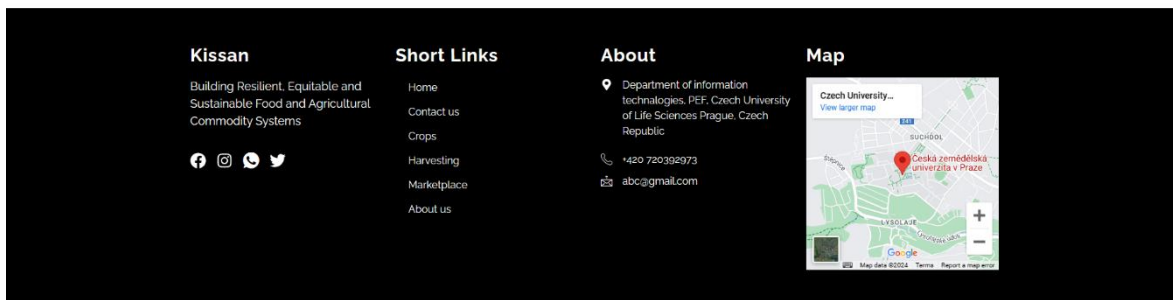 Kissan
Building Resilient, Equitable and
Sustainable Food and Agricultural
Commodity Systems
Short Links
Home
Contact us
Crops
Harvesting
Marketplace
About us
About
Department of information
technologies, PEF, Czech University
of Life Sciences Prague, Czech
Republic
+420 720392973
abc@gmail.com
Map
Czech University...
View larger map
E41
SUCHDOL
Česká zemědělská
univerzita v Praze
LYSOLAJE
+
−
Google
Map data ©2024 Terms Report a map error